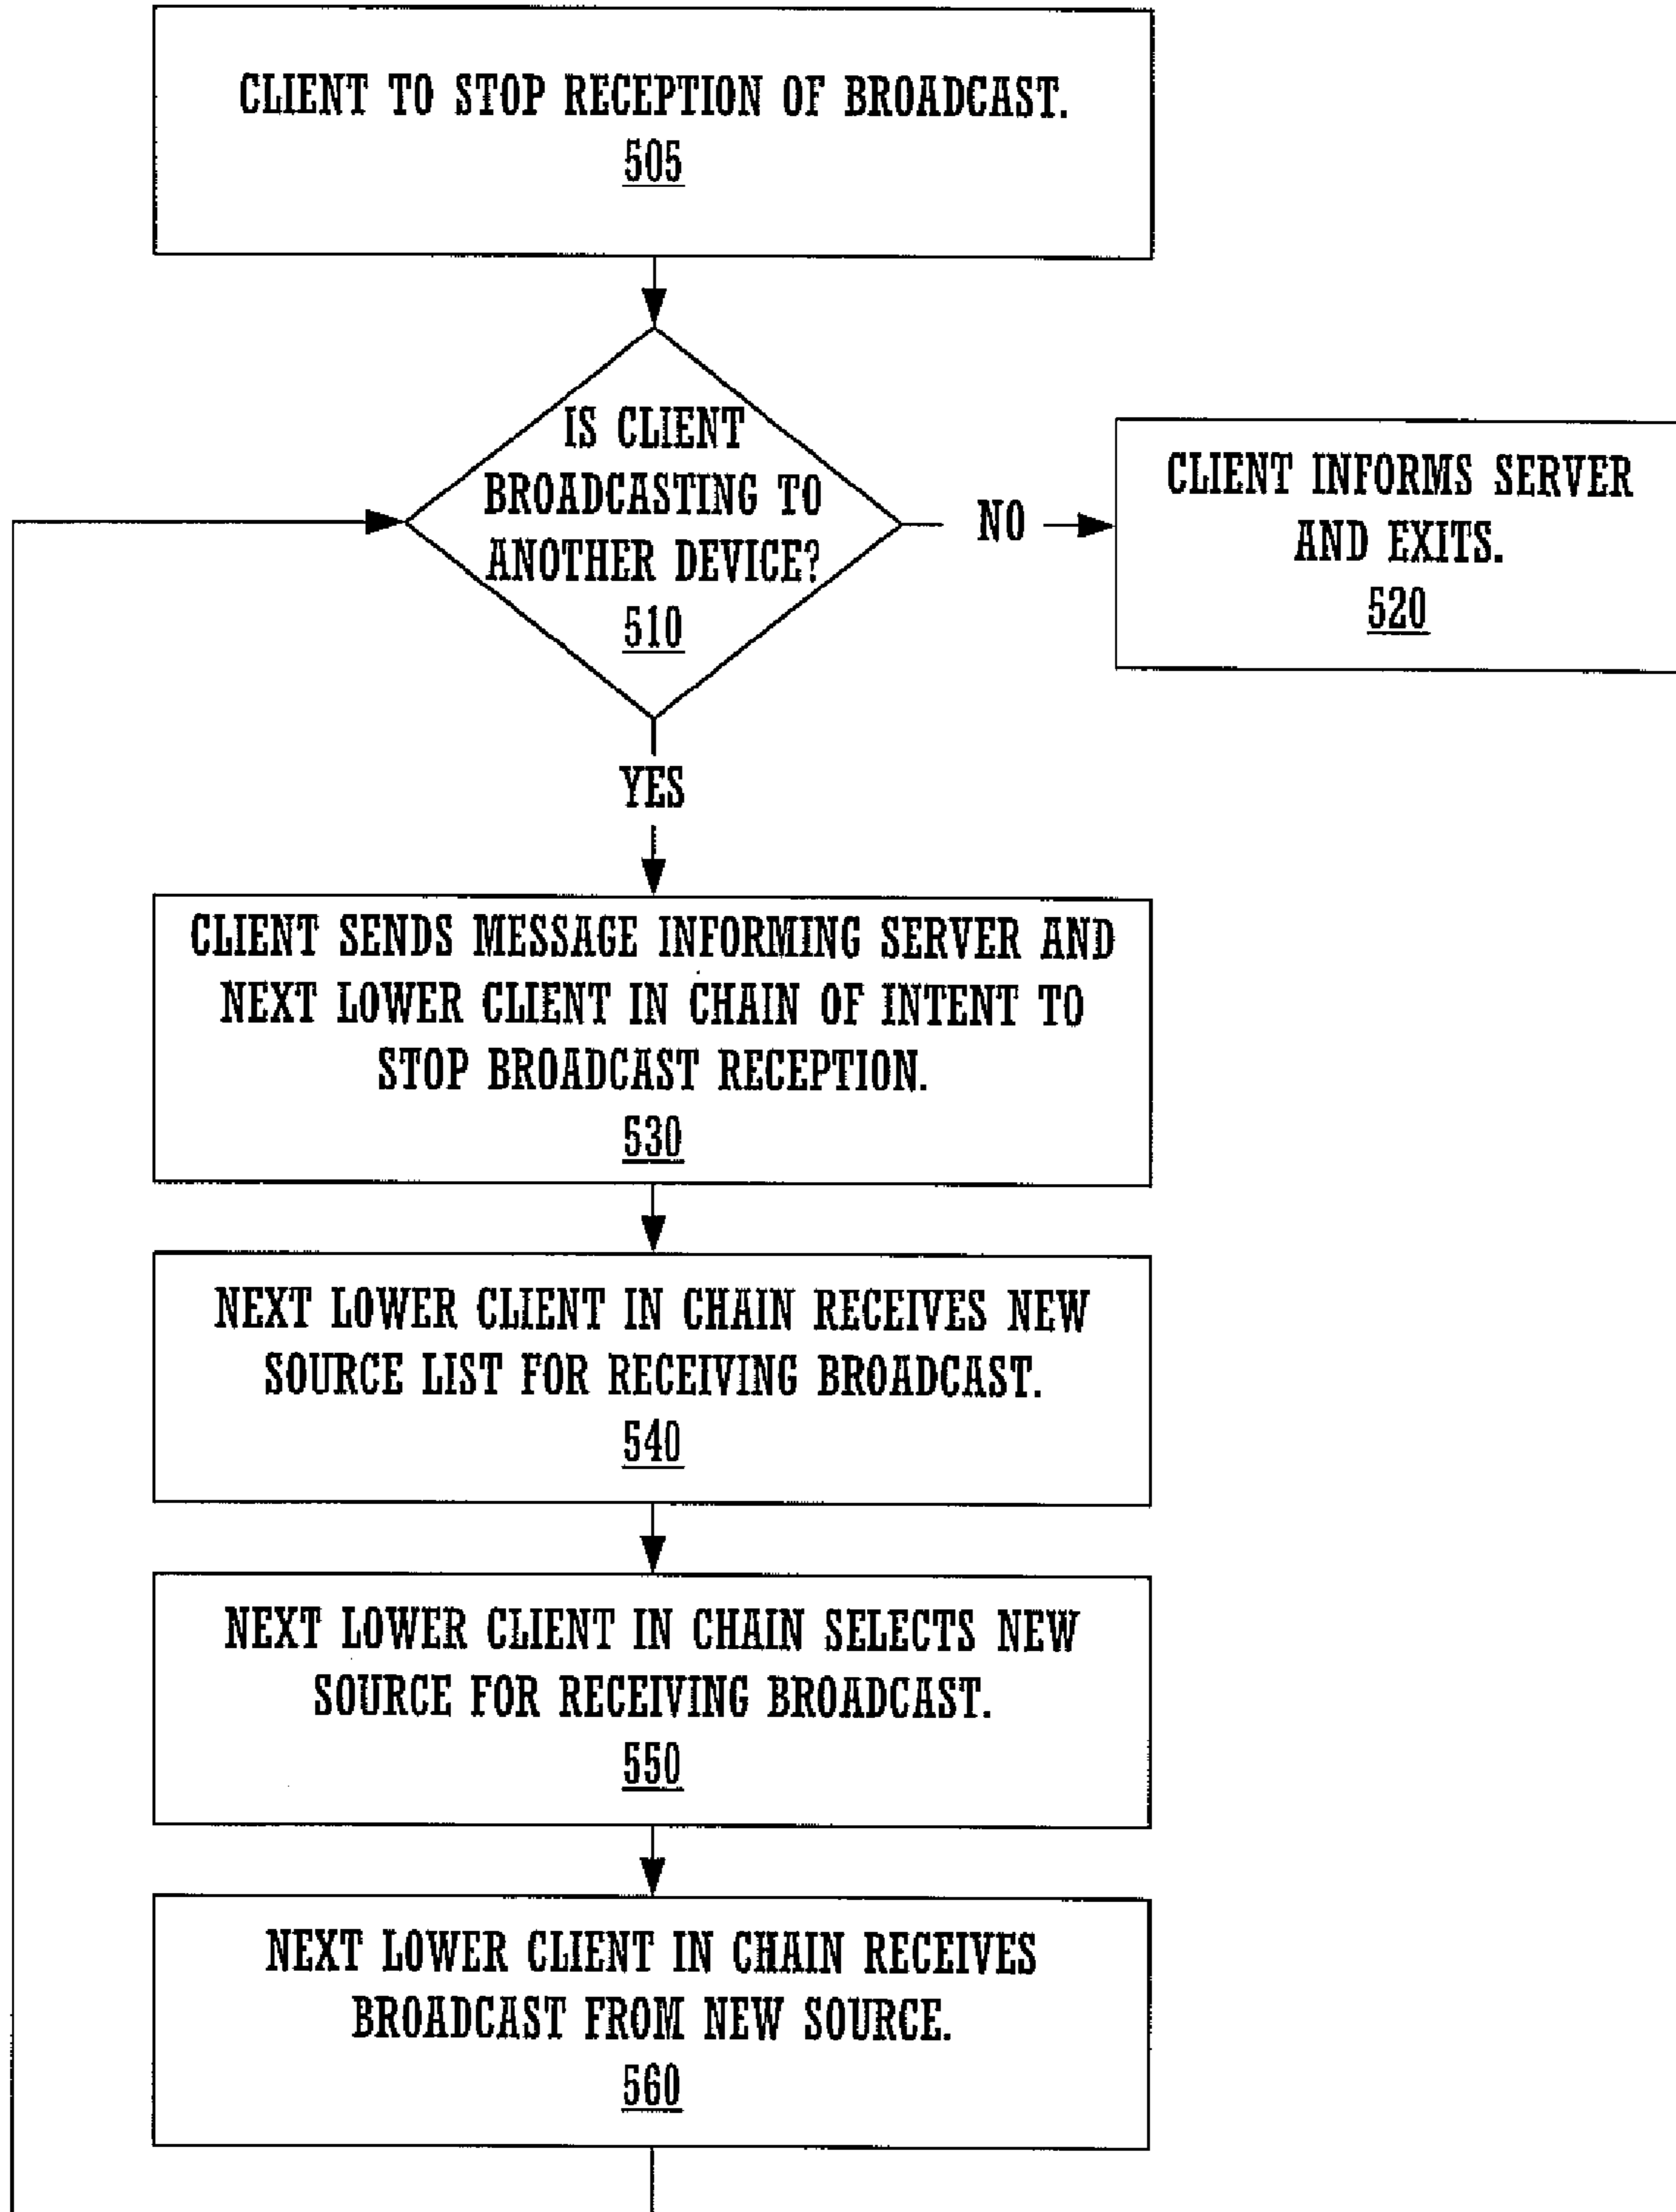 CLIENT TO STOP RECEPTION OF BROADCAST.
505
IS CLIENT
BROADCASTING TO
ANOTHER DEVICE?
510
NO
CLIENT INFORMS SERVER
AND EXITS.
520
YES
CLIENT SENDS MESSAGE INFORMING SERVER AND
NEXT LOWER CLIENT IN CHAIN OF INTENT TO
STOP BROADCAST RECEPTION.
530
NEXT LOWER CLIENT IN CHAIN RECEIVES NEW
SOURCE LIST FOR RECEIVING BROADCAST.
540
NEXT LOWER CLIENT IN CHAIN SELECTS NEW
SOURCE FOR RECEIVING BROADCAST.
550
NEXT LOWER CLIENT IN CHAIN RECEIVES
BROADCAST FROM NEW SOURCE.
560